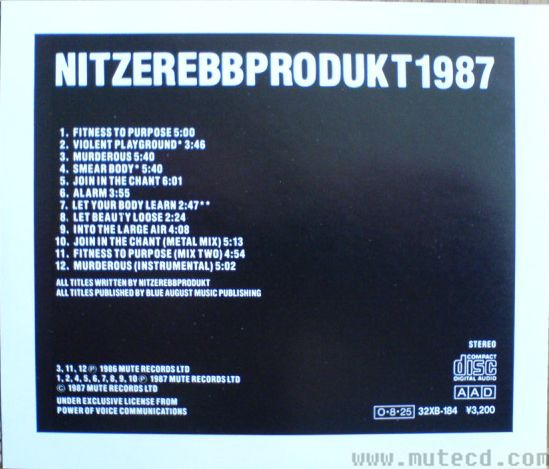 NITZEREBBPRODUKT1987
1. FITNESS TO PURPOSE 5:00
2. VIOLENT PLAYGROUND* 3:46
3. MURDEROUS 5:40
4. SMEAR BODY* 5:40
5. JOIN IN THE CHANT 6:01
6. ALARM 3:55
7. LET YOUR BODY LEARN 2:47**
8. LET BEAUTY LOOSE 2:24
9. INTO THE LARGE AIR 4:08
10. JOIN IN THE CHANT (METAL MIX) 5:13
11. FITNESS TO PURPOSE (MIX TWO) 4:54
12. MURDEROUS (INSTRUMENTAL) 5:02
ALL TITLES WRITTEN BY NITZEREBBPRODUKT
ALL TITLES PUBLISHED BY BLUE AUGUST MUSIC PUBLISHING
3, 11, 12 ℗ 1986 MUTE RECORDS LTD
1, 2, 4, 5, 6, 7, 8, 9, 10 ℗ 1987 MUTE RECORDS LTD
© 1987 MUTE RECORDS LTD
UNDER EXCLUSIVE LICENSE FROM
POWER OF VOICE COMMUNICATIONS
STEREO
COMPACT
disc
DIGITAL AUDIO
AAD
O·8·25 32XB-184 ¥3,200
www.mutecd.com